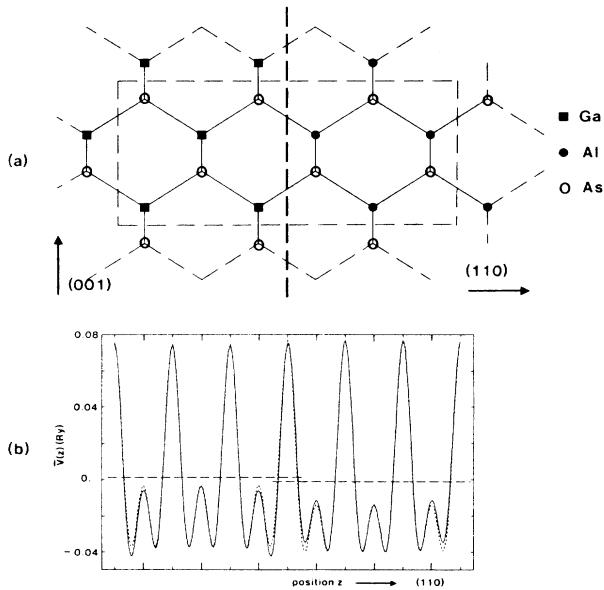 (a)
Ga
Al
As
(001)
(110)
(b)
V̄(z) (Ry)
0.08
0.04
0.
-0.04
position z
(110)